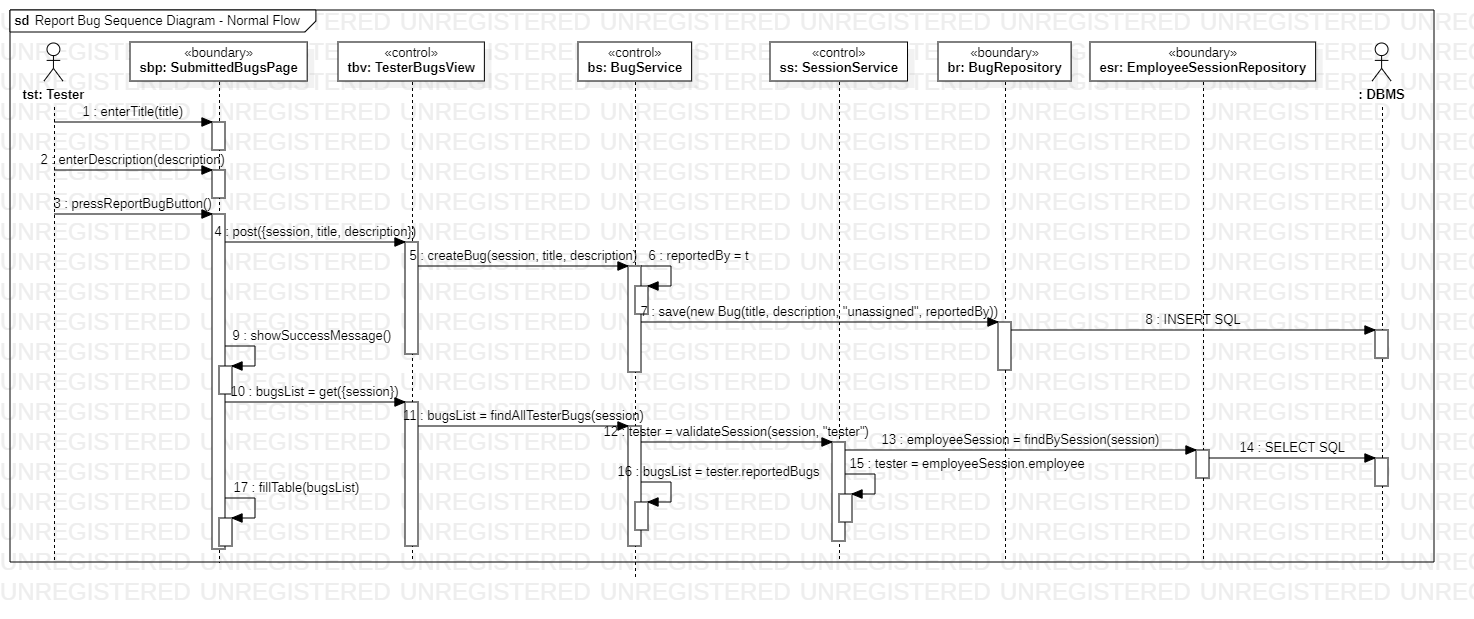 sd Report Bug Sequence Diagram - Normal Flow
«boundary»
sbp: SubmittedBugsPage
«control»
tbv: TesterBugsView
«control»
bs: BugService
«control»
ss: SessionService
«boundary»
br: BugRepository
«boundary»
esr: EmployeeSessionRepository
tst: Tester
: DBMS
1 : enterTitle(title)
2 : enterDescription(description)
3 : pressReportBugButton()
4 : post({session, title, description})
5 : createBug(session, title, description)
6 : reportedBy = t
7 : save(new Bug(title, description, "unassigned", reportedBy))
8 : INSERT SQL
9 : showSuccessMessage()
10 : bugsList = get({session})
11 : bugsList = findAllTesterBugs(session)
12 : tester = validateSession(session, "tester")
13 : employeeSession = findBySession(session)
14 : SELECT SQL
15 : tester = employeeSession.employee
16 : bugsList = tester.reportedBugs
17 : fillTable(bugsList)
UNREGISTERED